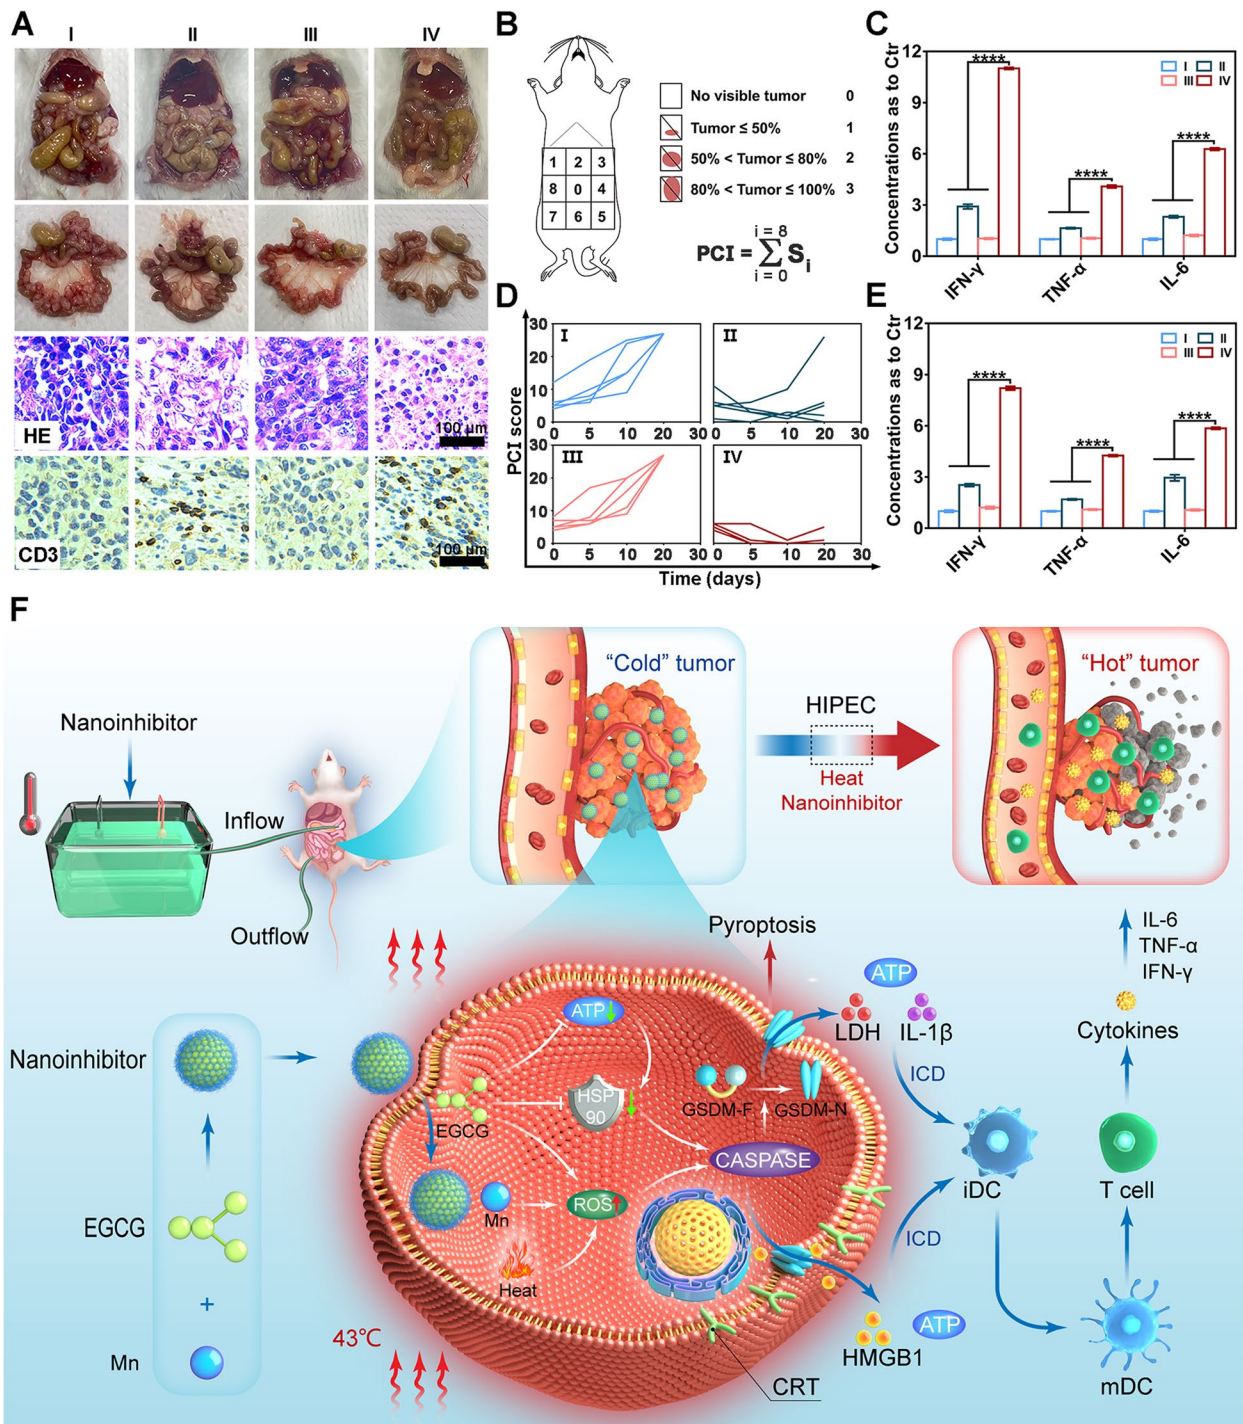 A
I
II
III
IV
HE
100 μm
CD3
100 μm
B
1 2 3
8 0 4
7 6 5
No visible tumor 0
Tumor ≤ 50% 1
50% < Tumor ≤ 80% 2
80% < Tumor ≤ 100% 3
i = 8
PCI = ∑ Si
i = 0
C
Concentrations as to Ctr
12
9
6
3
0
I II
III IV
****
****
****
IFN-γ
TNF-α
IL-6
D
PCI score
30
20
10
0
I
0 5 10 20 30
II
0 5 10 20 30
30
20
10
0
III
0 5 10 20 30
IV
0 5 10 20 30
Time (days)
E
Concentrations as to Ctr
12
9
6
3
0
I II
III IV
****
****
****
IFN-γ
TNF-α
IL-6
F
Nanoinhibitor
Inflow
Outflow
“Cold” tumor
HIPEC
Heat
Nanoinhibitor
“Hot” tumor
IL-6
TNF-α
IFN-γ
Cytokines
T cell
mDC
iDC
ICD
ICD
Pyroptosis
ATP
LDH
IL-1β
ATP
HSP
90
GSDM-F
GSDM-N
EGCG
CASPASE
Mn
ROS
Heat
43℃
CRT
HMGB1
ATP
Nanoinhibitor
EGCG
+
Mn